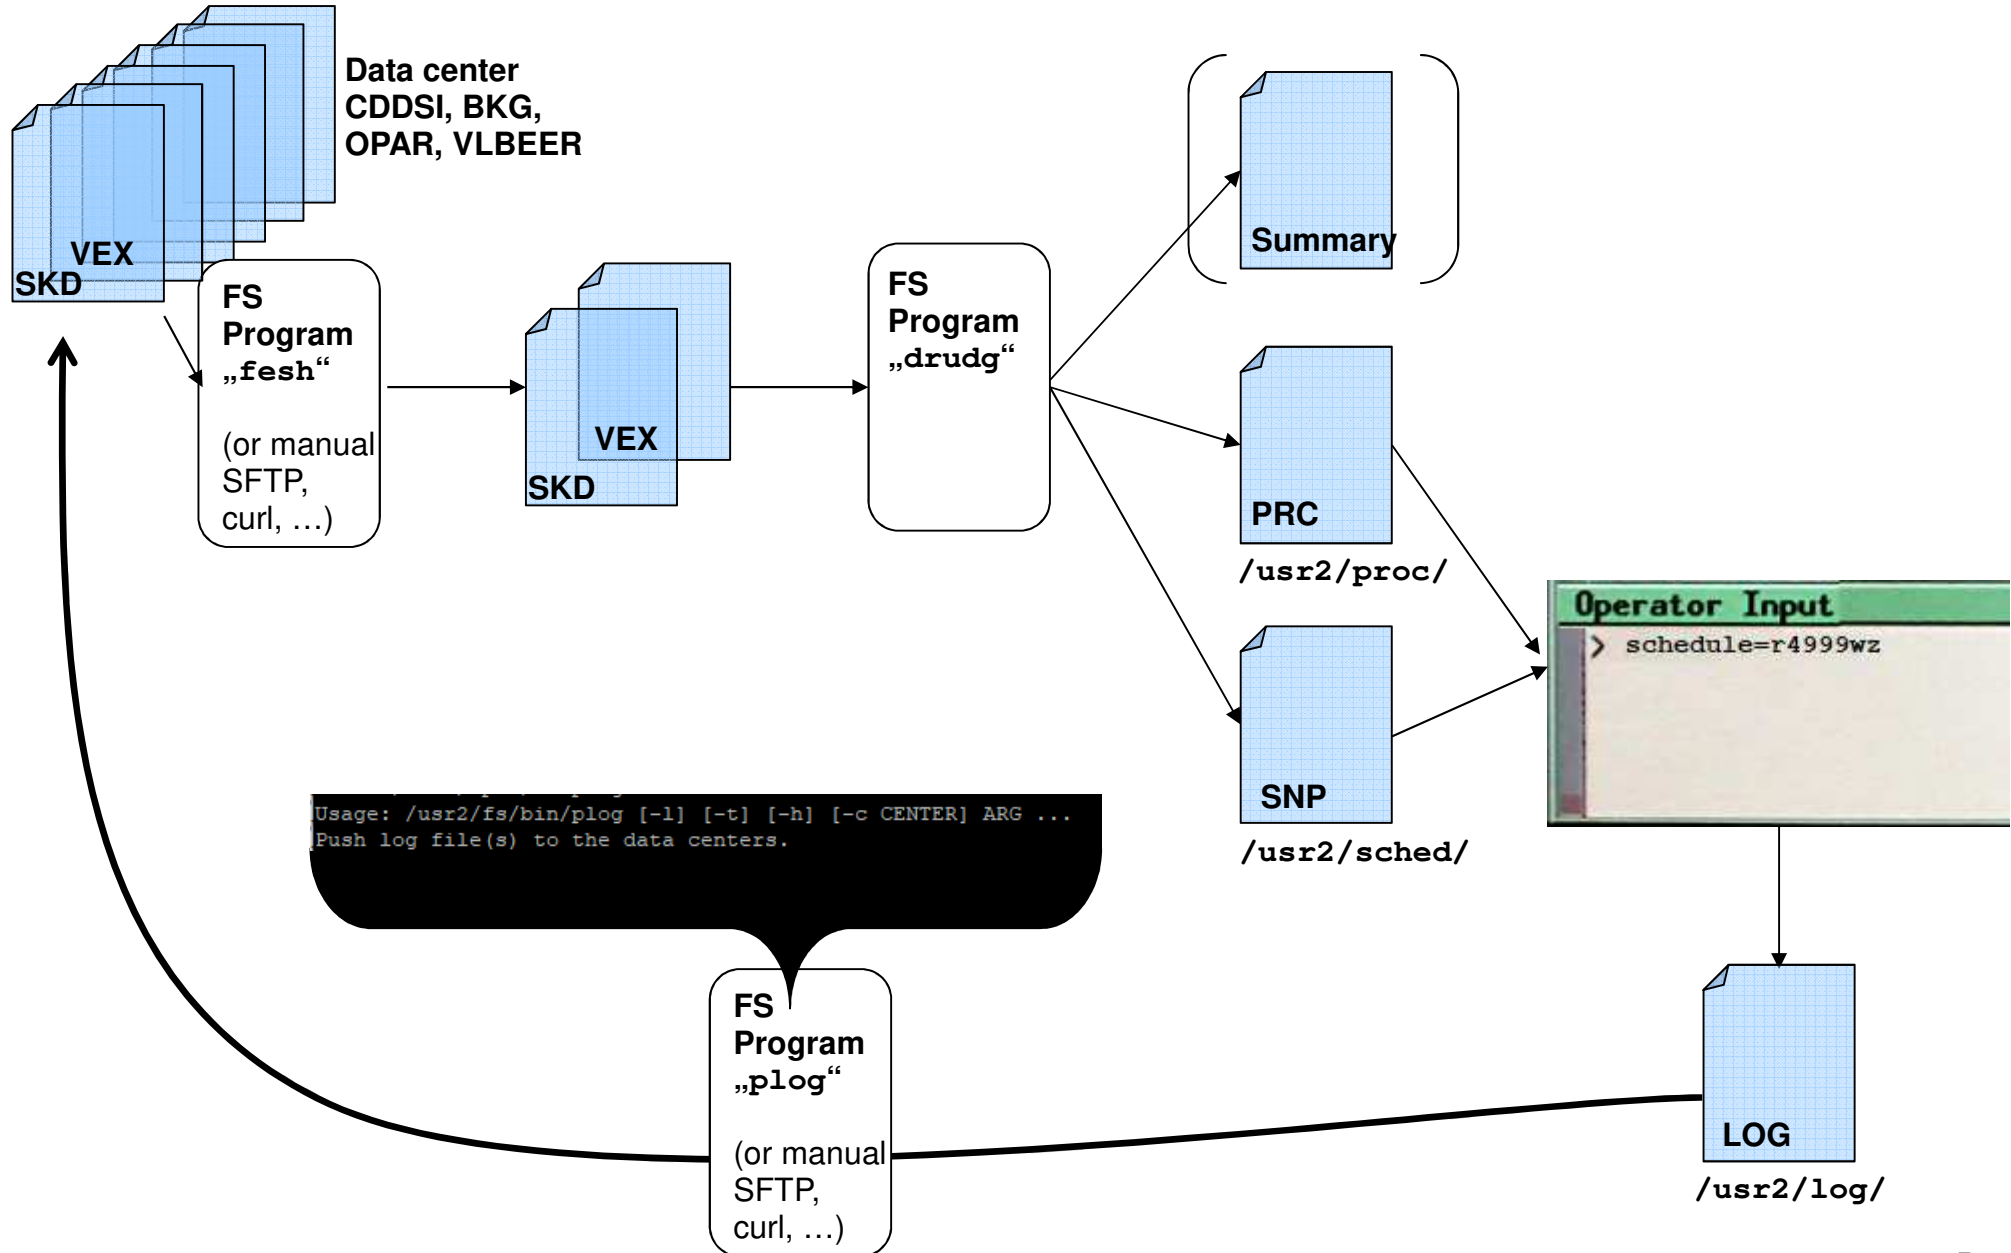 Data center
CDDSI, BKG,
OPAR, VLBEER
VEX
SKD
FS
Program
„fesh“
(or manual
SFTP,
curl, …)
VEX
SKD
FS
Program
„drudg“
Summary
PRC
/usr2/proc/
SNP
/usr2/sched/
Operator Input
> schedule=r4999wz
Usage: /usr2/fs/bin/plog [-l] [-t] [-h] [-c CENTER] ARG ...
Push log file(s) to the data centers.
FS
Program
„plog“
(or manual
SFTP,
curl, …)
LOG
/usr2/log/